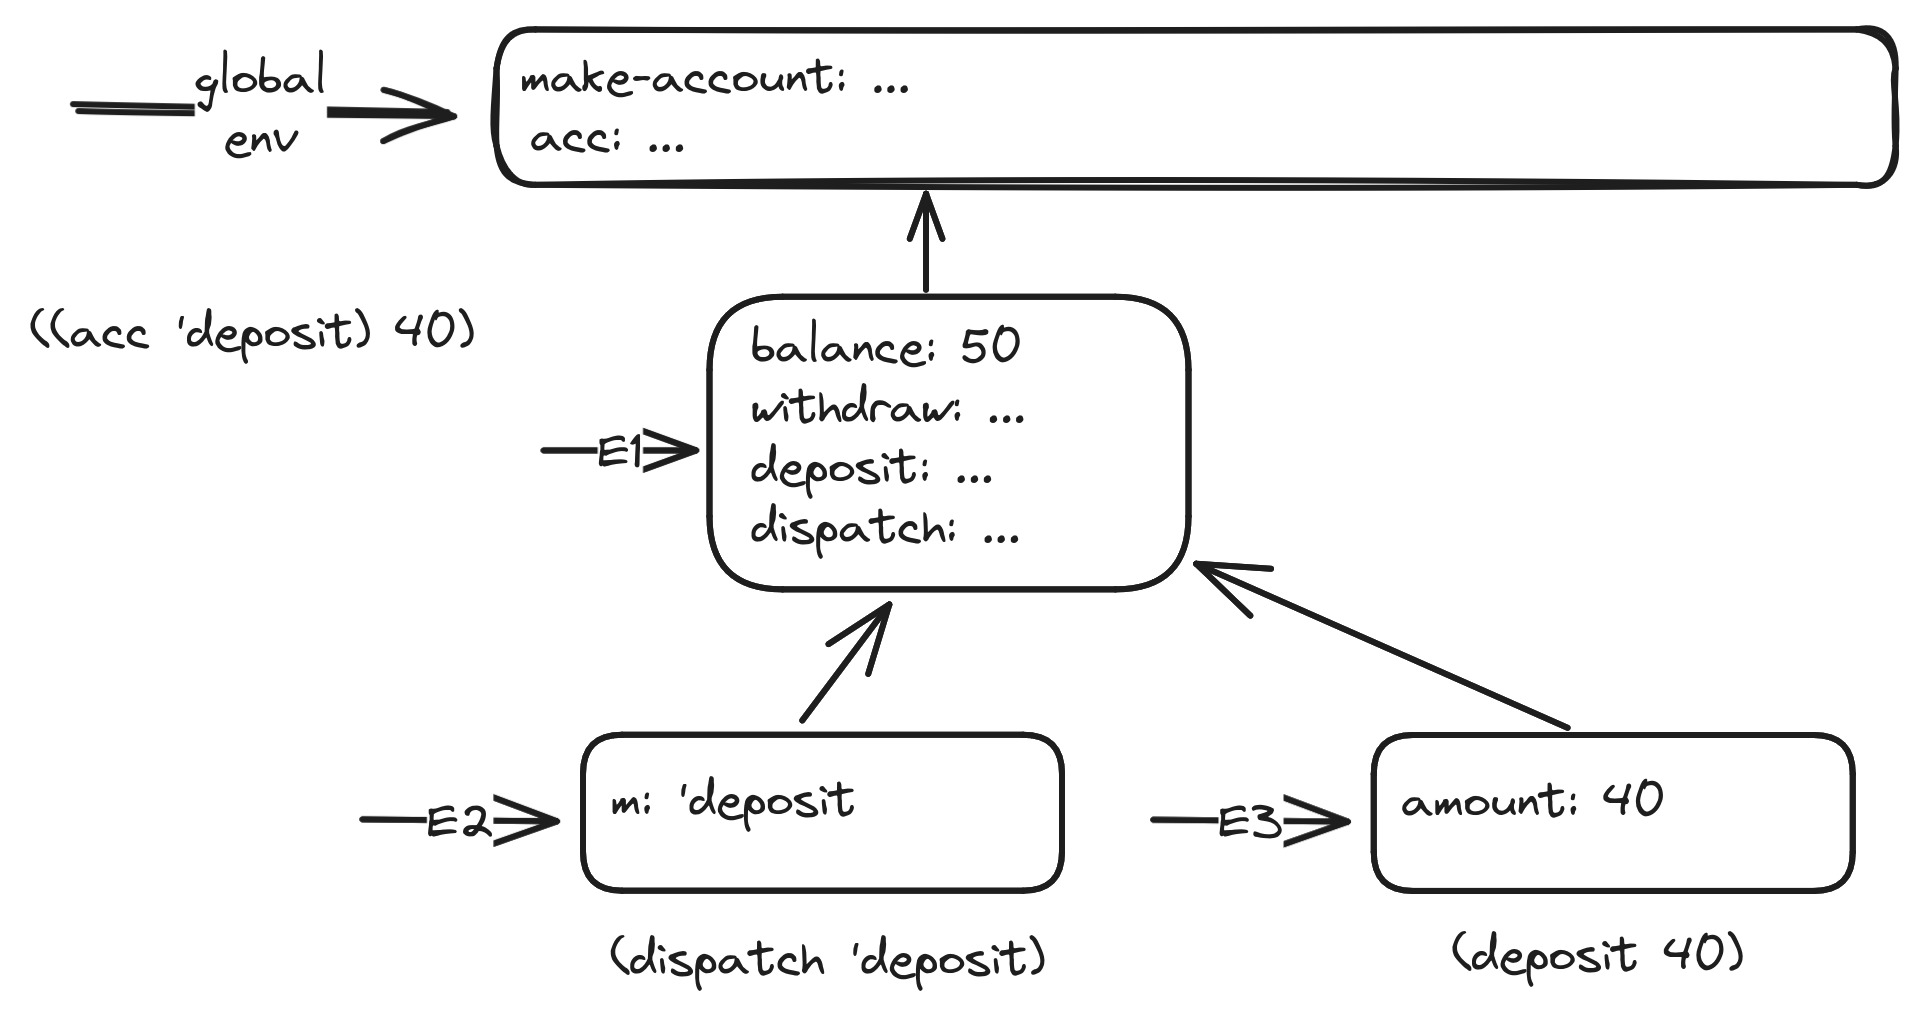 global
env
make-account: ...
acc: ...
((acc 'deposit) 40)
balance: 50
withdraw: ...
deposit: ...
dispatch: ...
E1
E2
m: 'deposit
E3
amount: 40
(dispatch 'deposit)
(deposit 40)